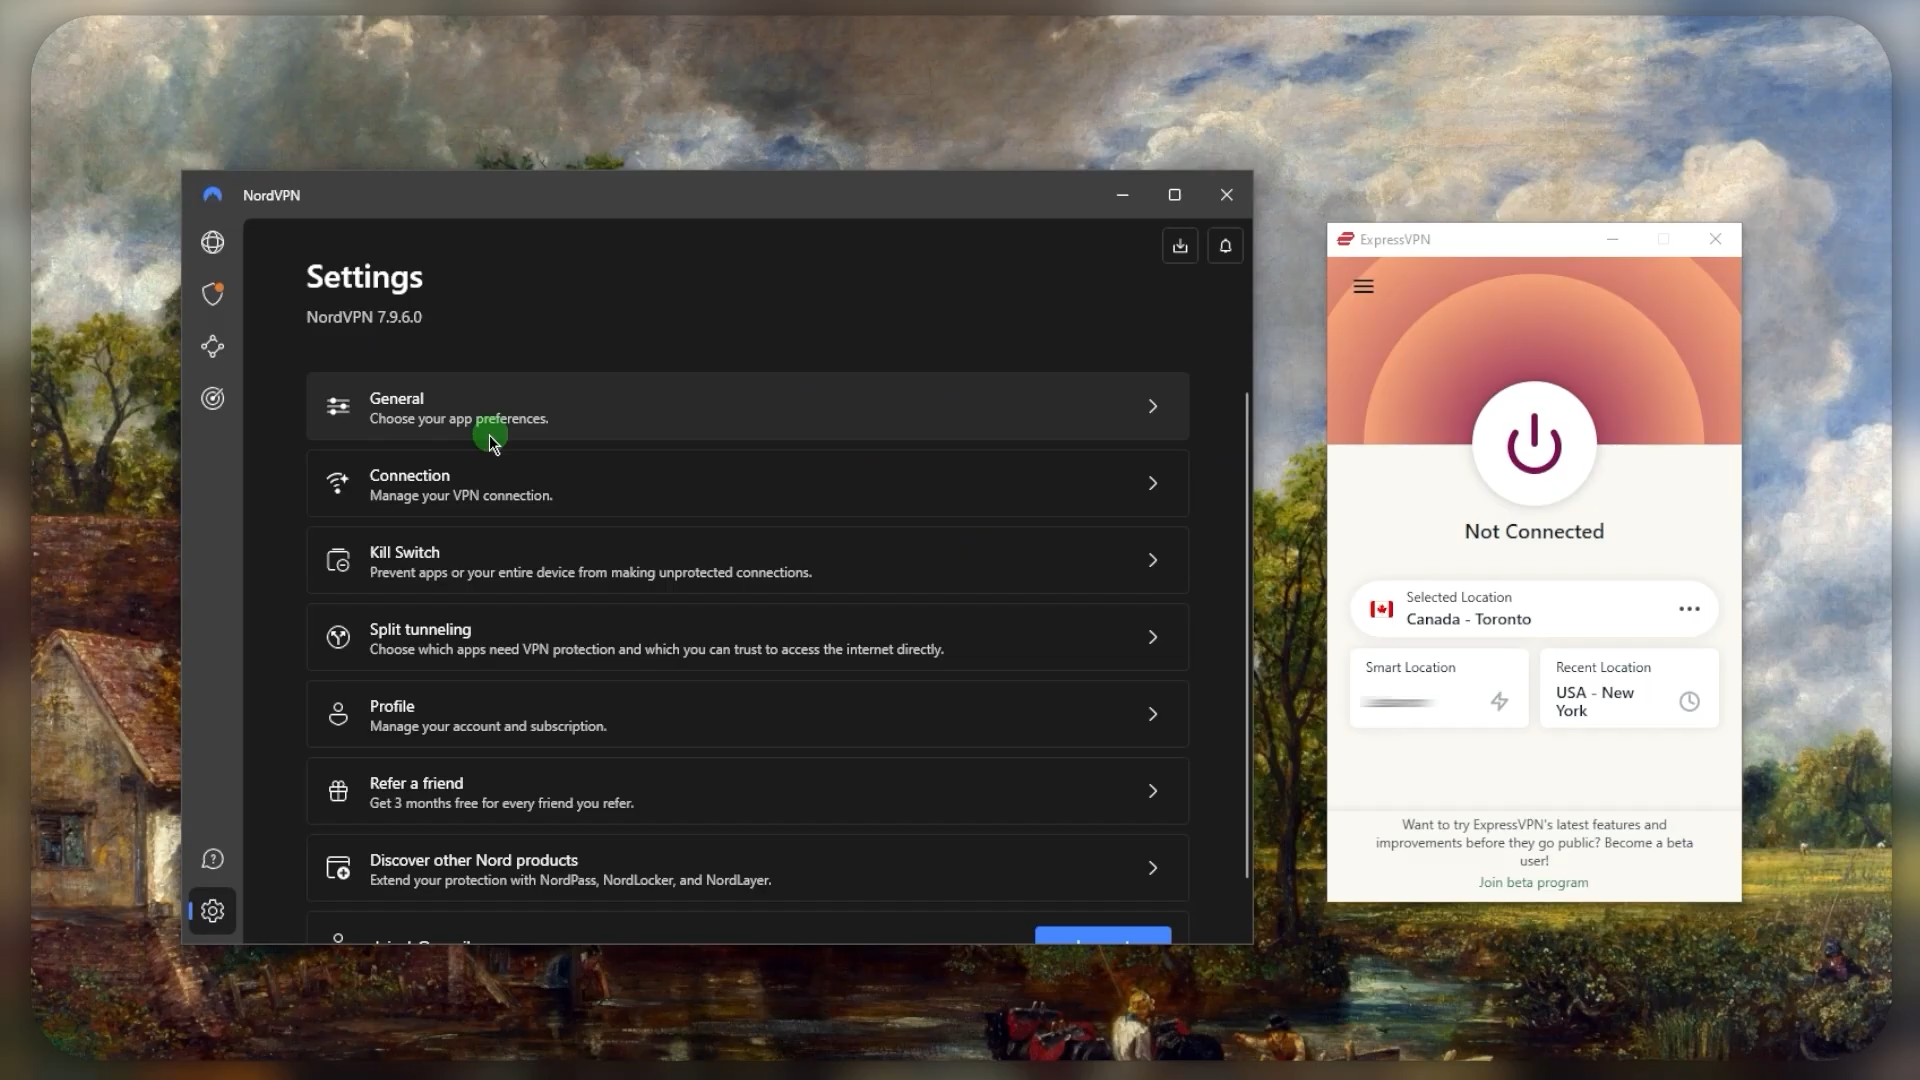 NordVPN
Settings
NordVPN 7.9.6.0
General
Choose your app preferences.
Connection
Manage your VPN connection.
Kill Switch
Prevent apps or your entire device from making unprotected connections.
Split tunneling
Choose which apps need VPN protection and which you can trust to access the internet directly.
Profile
Manage your account and subscription.
Refer a friend
Get 3 months free for every friend you refer.
Discover other Nord products
Extend your protection with NordPass, NordLocker, and NordLayer.
ExpressVPN
Not Connected
Selected Location
Canada - Toronto
Smart Location
Recent Location
USA - New
York
Want to try ExpressVPN's latest features and
improvements before they go public? Become a beta
user!
Join beta program